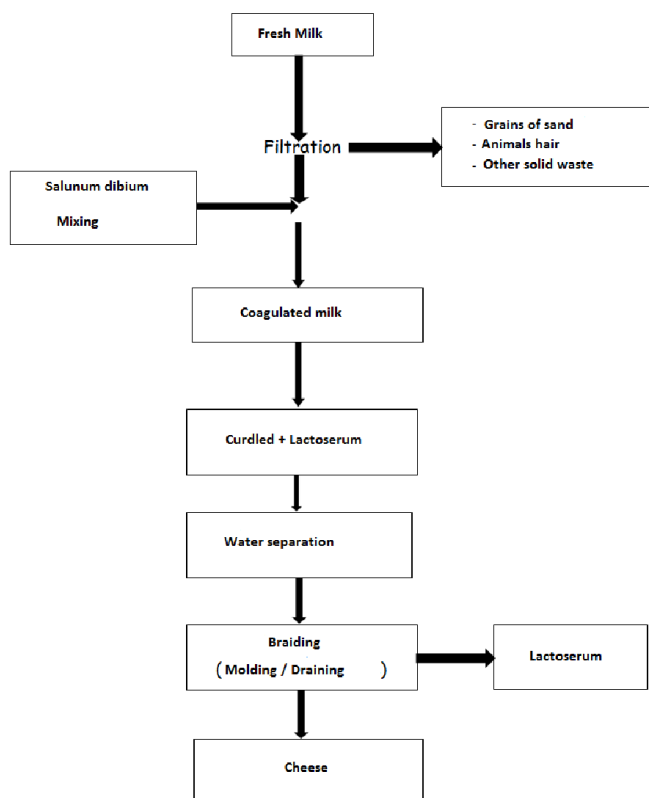 Fresh Milk
Filtration
- Grains of sand
- Animals hair
- Other solid waste
Salunum dibium
Mixing
Coagulated milk
Curdled + Lactoserum
Water separation
Braiding
( Molding / Draining )
Lactoserum
Cheese